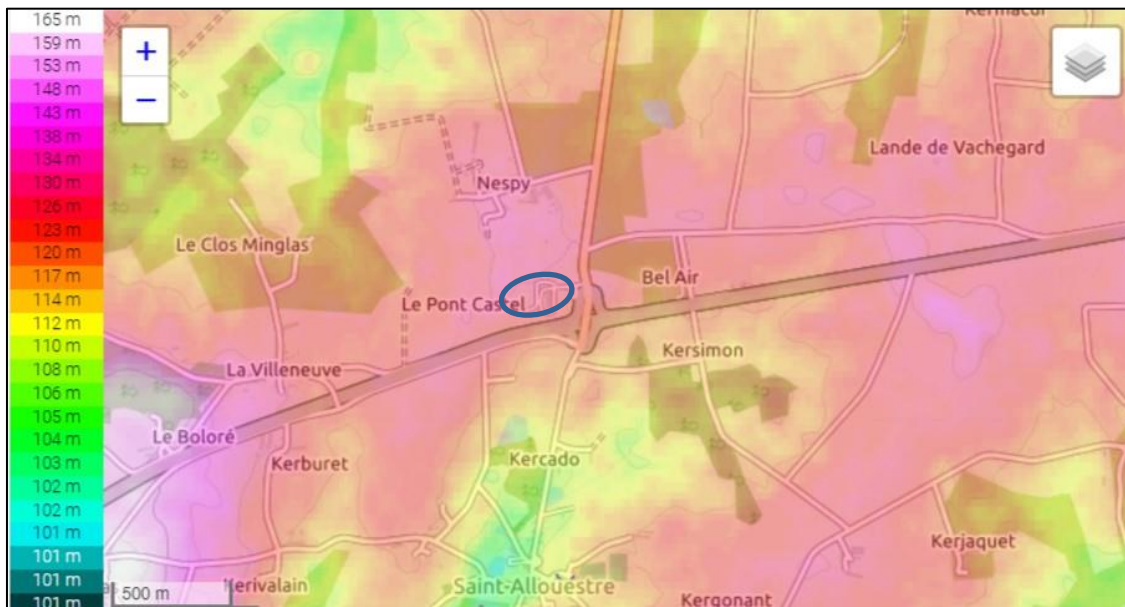 165 m
159 m
153 m
148 m
143 m
138 m
134 m
130 m
126 m
123 m
120 m
117 m
114 m
112 m
110 m
108 m
106 m
105 m
104 m
103 m
102 m
102 m
101 m
101 m
101 m
101 m
+
−
Lande de Vachegard
Nespy
Le Clos Minglas
Bel Air
Le Pont Castel
Kersimon
La Villeneuve
Le Boloré
Kerburet
Kercado
Kerjaquet
Kerivalain
Saint-Allouestre
500 m
Kergonant